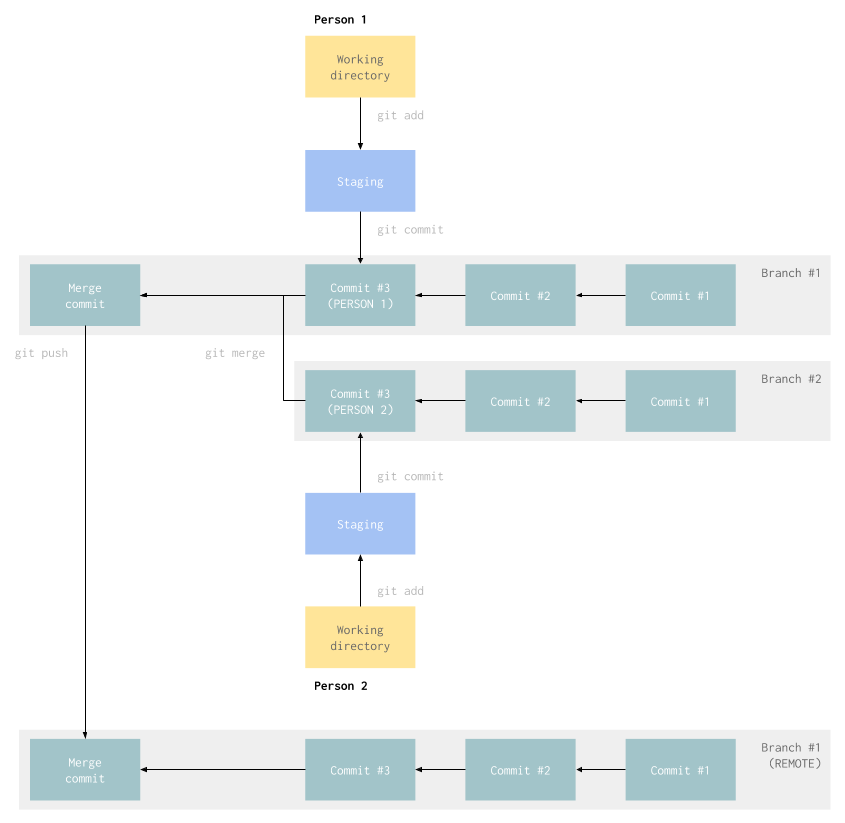 Person 1
Working
directory
git add
Staging
git commit
Branch #1
Merge
commit
Commit #3
(PERSON 1)
Commit #2
Commit #1
git push
git merge
Branch #2
Commit #3
(PERSON 2)
Commit #2
Commit #1
git commit
Staging
git add
Working
directory
Person 2
Branch #1
(REMOTE)
Merge
commit
Commit #3
Commit #2
Commit #1